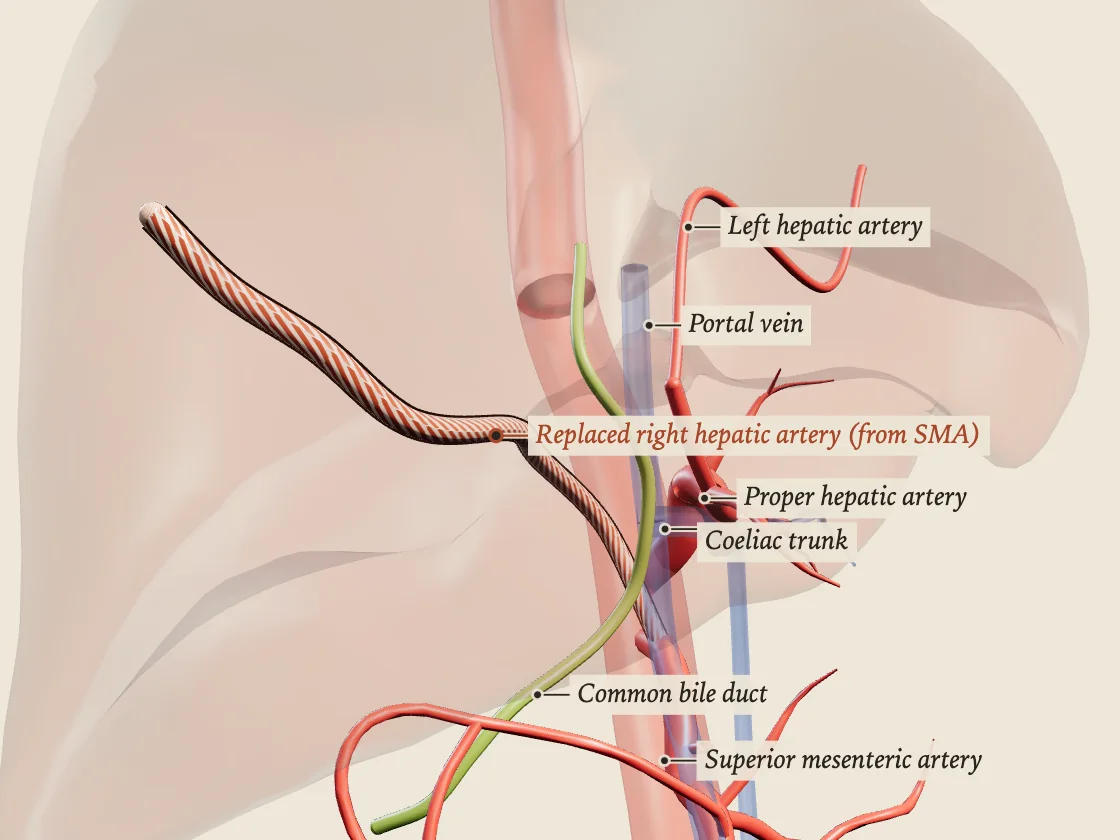 Left hepatic artery
Portal vein
Replaced right hepatic artery (from SMA)
Proper hepatic artery
Coeliac trunk
Common bile duct
Superior mesenteric artery